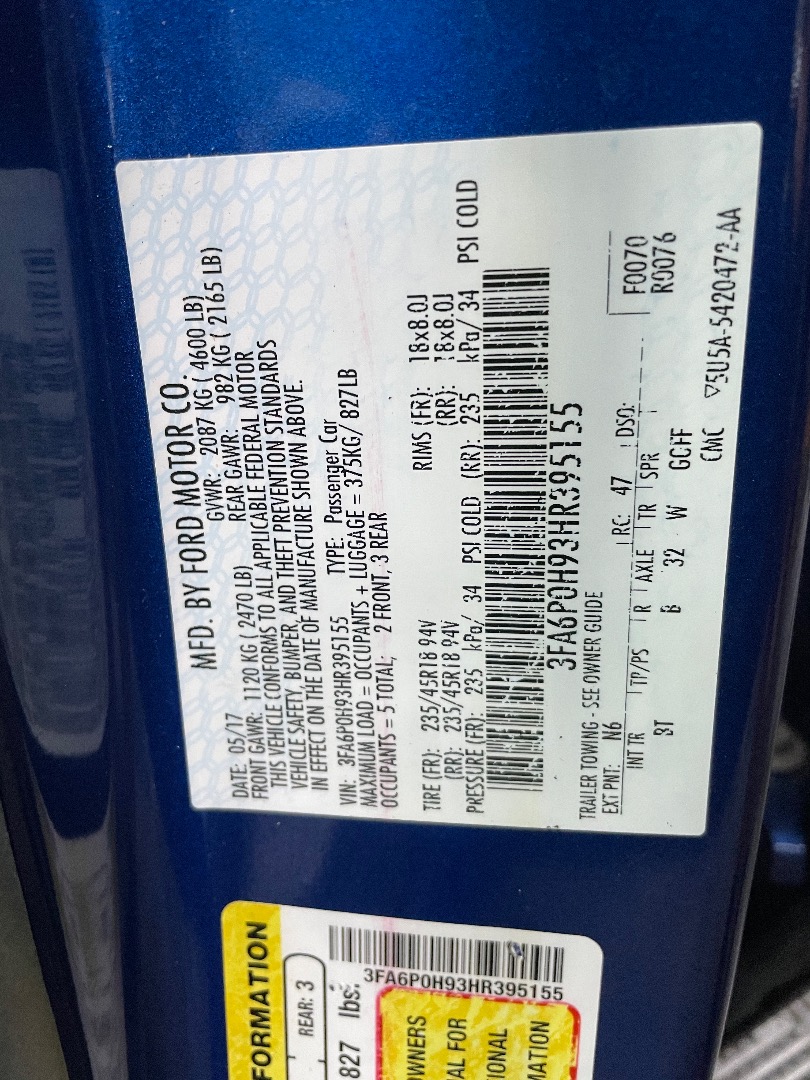 MFD. BY FORD MOTOR CO.
DATE: 05/17 GVWR: 2087 KG ( 4600 LB)
FRONT GAWR: 1120 KG ( 2470 LB) REAR GAWR: 982 KG ( 2165 LB)
THIS VEHICLE CONFORMS TO ALL APPLICABLE FEDERAL MOTOR
VEHICLE SAFETY, BUMPER, AND THEFT PREVENTION STANDARDS
IN EFFECT ON THE DATE OF MANUFACTURE SHOWN ABOVE.
VIN: 3FA6P0H93HR395155 TYPE: Passenger Car
MAXIMUM LOAD = OCCUPANTS + LUGGAGE = 375KG/ 827LB
OCCUPANTS = 5 TOTAL; 2 FRONT, 3 REAR
TIRE (FR): 235/45R18 94V RIMS (FR): 18x8.0J
(RR): 235/45R18 94V (RR): 18x8.0J
PRESSURE (FR): 235 kPa/ 34 PSI COLD (RR): 235 kPa/ 34 PSI COLD
3FA6P0H93HR395155
TRAILER TOWING - SEE OWNER GUIDE
EXT PNT: N6 RC: 47 DSO: F0070
INT TR TP/PS R AXLE TR SPR R0076
BT B 32 W GCFF
CMC 5U5A-5420472-AA
FORMATION
REAR: 3
827 lbs.
3FA6P0H93HR395155
OWNERS
AL FOR
IONAL
MATION